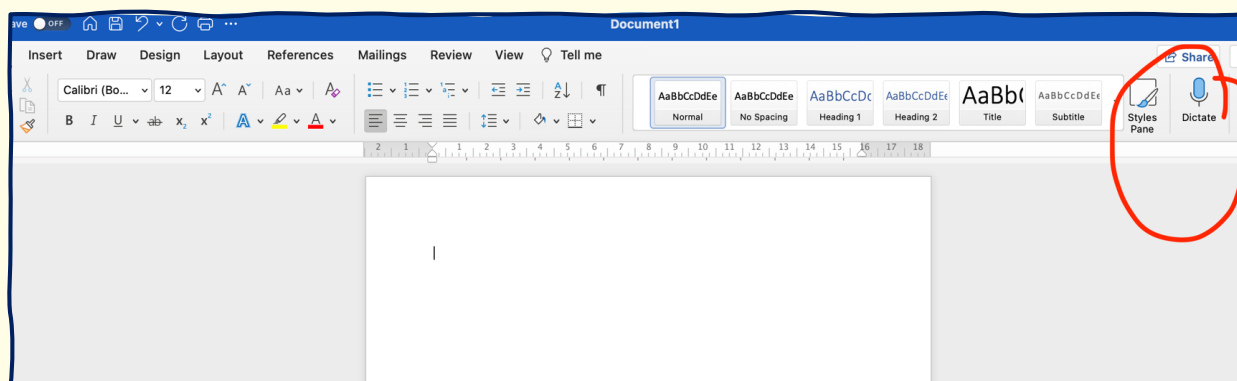 ave OFF Document1
Insert Draw Design Layout References Mailings Review View Tell me Share
Calibri (Bo... 12 A^ A˅ Aa A
B I U ab x₂ x² A A
AaBbCcDdEe AaBbCcDdEe AaBbCcDc AaBbCcDdEe AaBb( AaBbCcDdEe
Normal No Spacing Heading 1 Heading 2 Title Subtitle Styles Pane Dictate
2 1 1 2 3 4 5 6 7 8 9 10 11 12 13 14 15 16 17 18